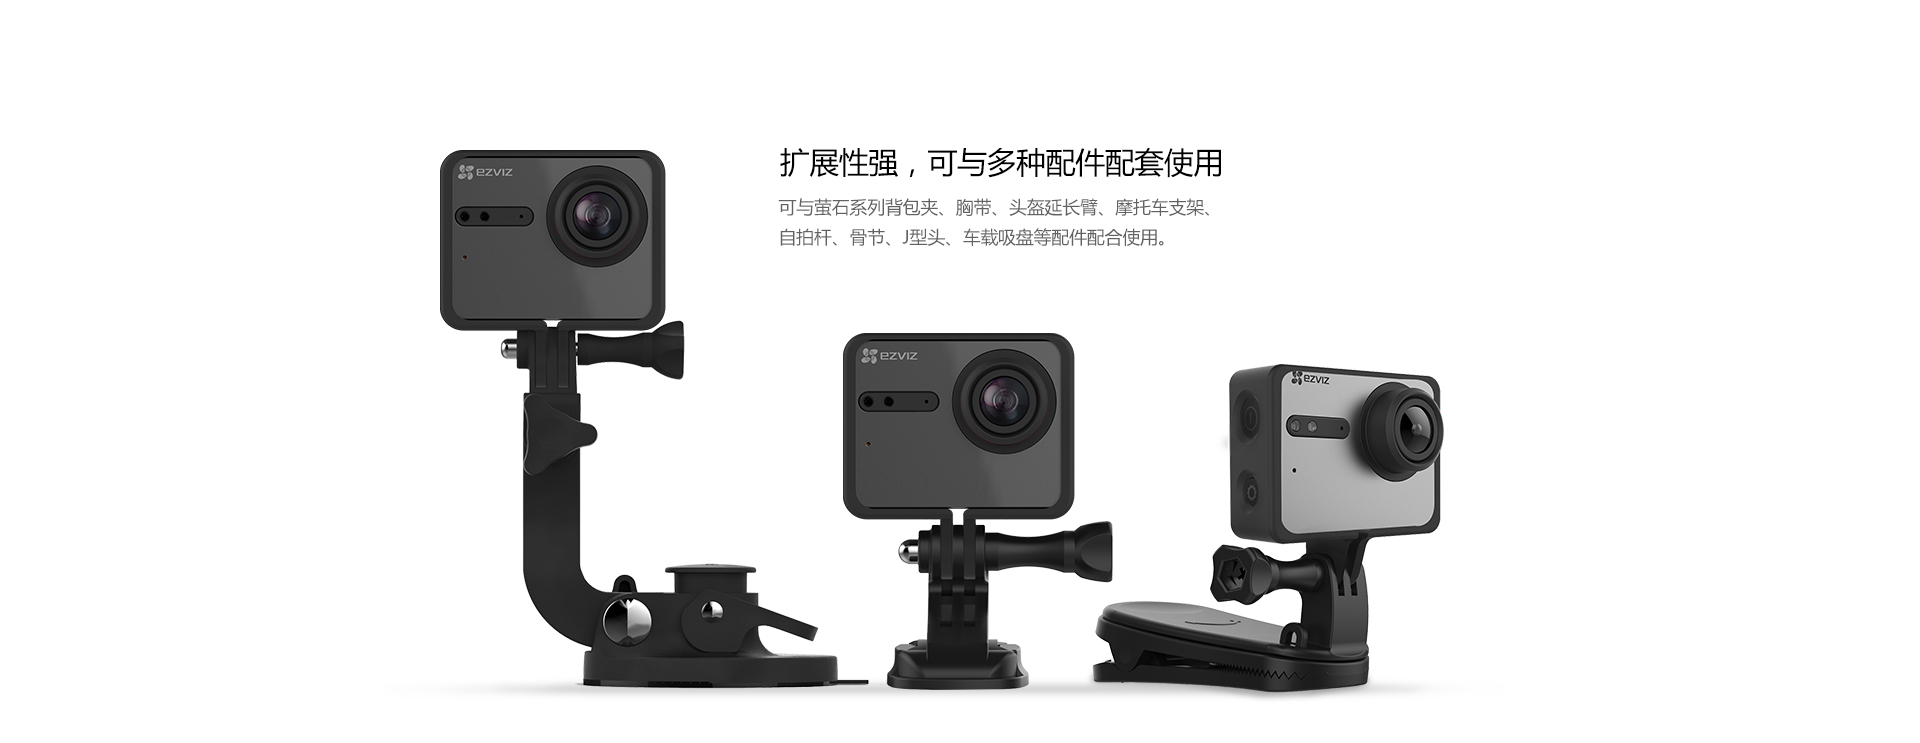 扩展性强，可与多种配件配套使用
可与萤石系列背包夹、胸带、头盔延长臂、摩托车支架、
自拍杆、骨节、J型头、车载吸盘等配件配合使用。
ezviz
ezviz
ezviz